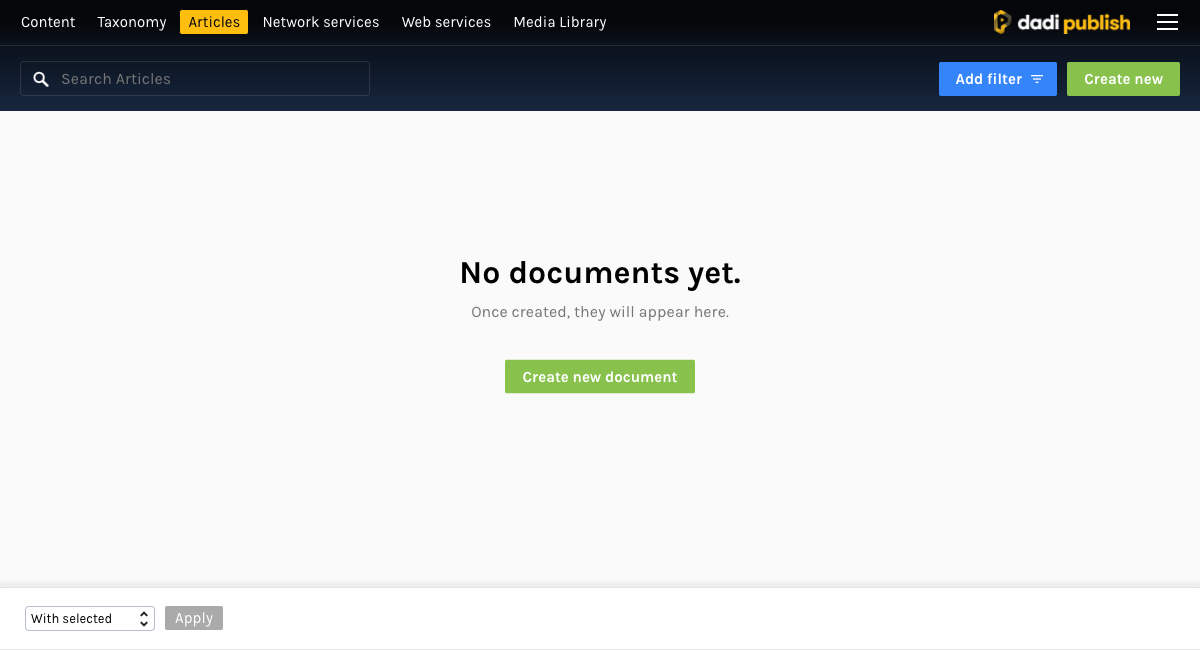 Content Taxonomy Articles Network services Web services Media Library dadi publish
Search Articles Add filter Create new
No documents yet.
Once created, they will appear here.
Create new document
With selected Apply